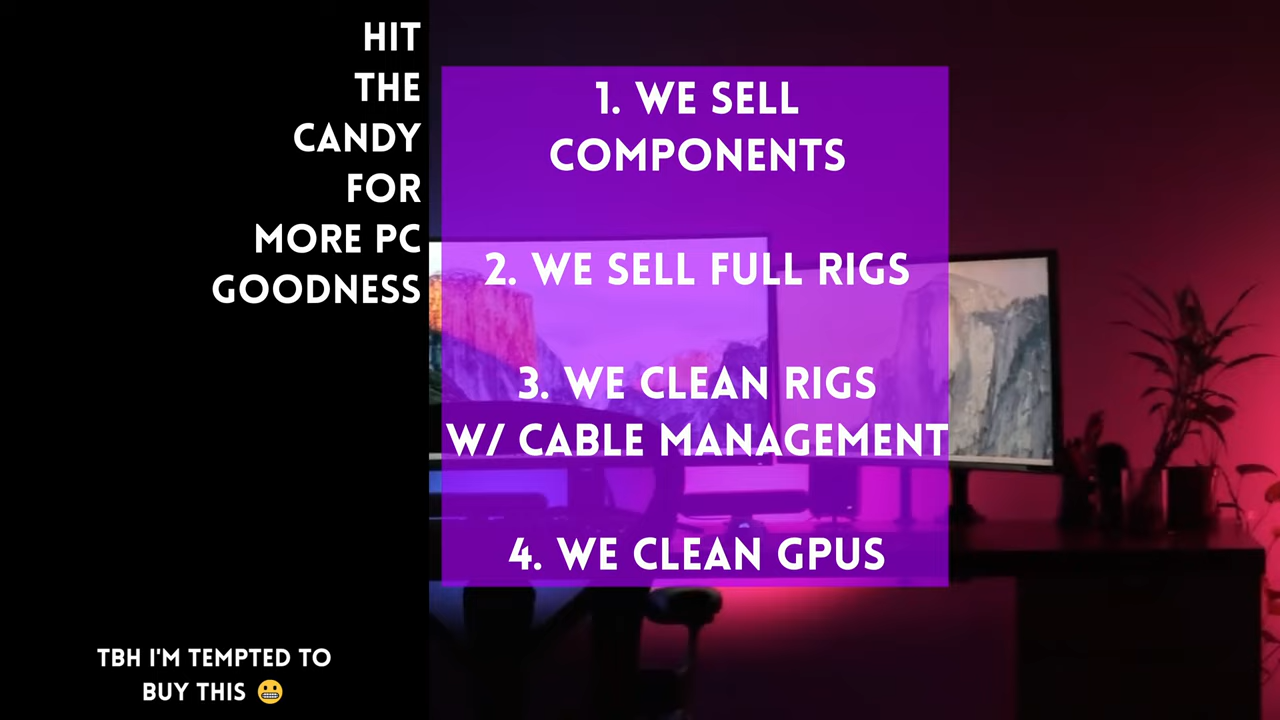 HIT
THE
CANDY
FOR
MORE PC
GOODNESS
1. WE SELL
COMPONENTS
2. WE SELL FULL RIGS
3. WE CLEAN RIGS
W/ CABLE MANAGEMENT
4. WE CLEAN GPUS
TBH I'M TEMPTED TO
BUY THIS 😬